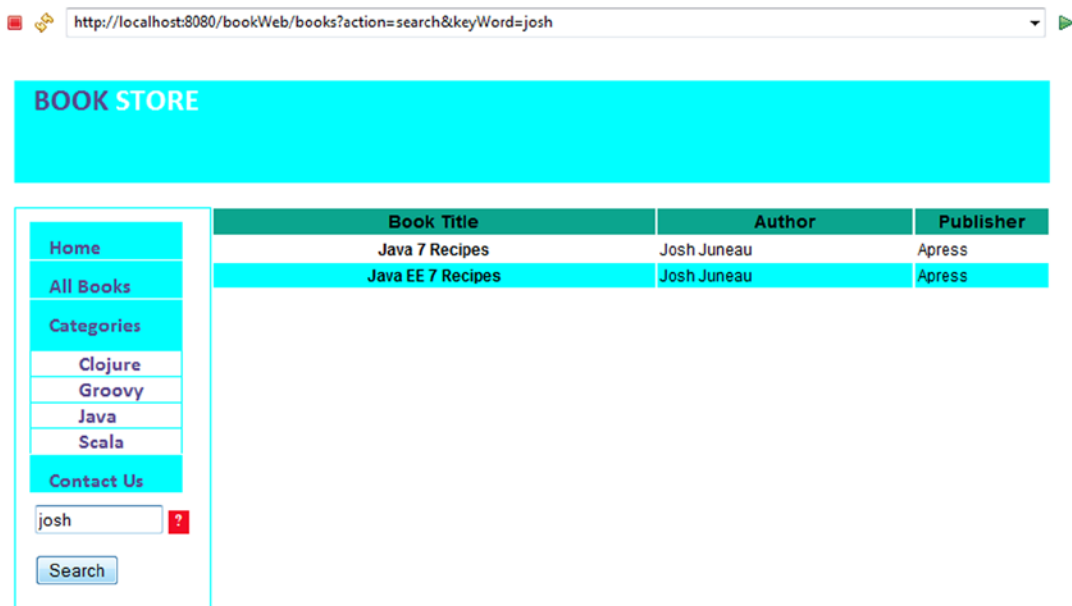 http://localhost:8080/bookWeb/books?action=search&keyWord=josh
BOOK STORE
Home
All Books
Categories
Clojure
Groovy
Java
Scala
Contact Us
josh ?
Search
Book Title Author Publisher
Java 7 Recipes Josh Juneau Apress
Java EE 7 Recipes Josh Juneau Apress